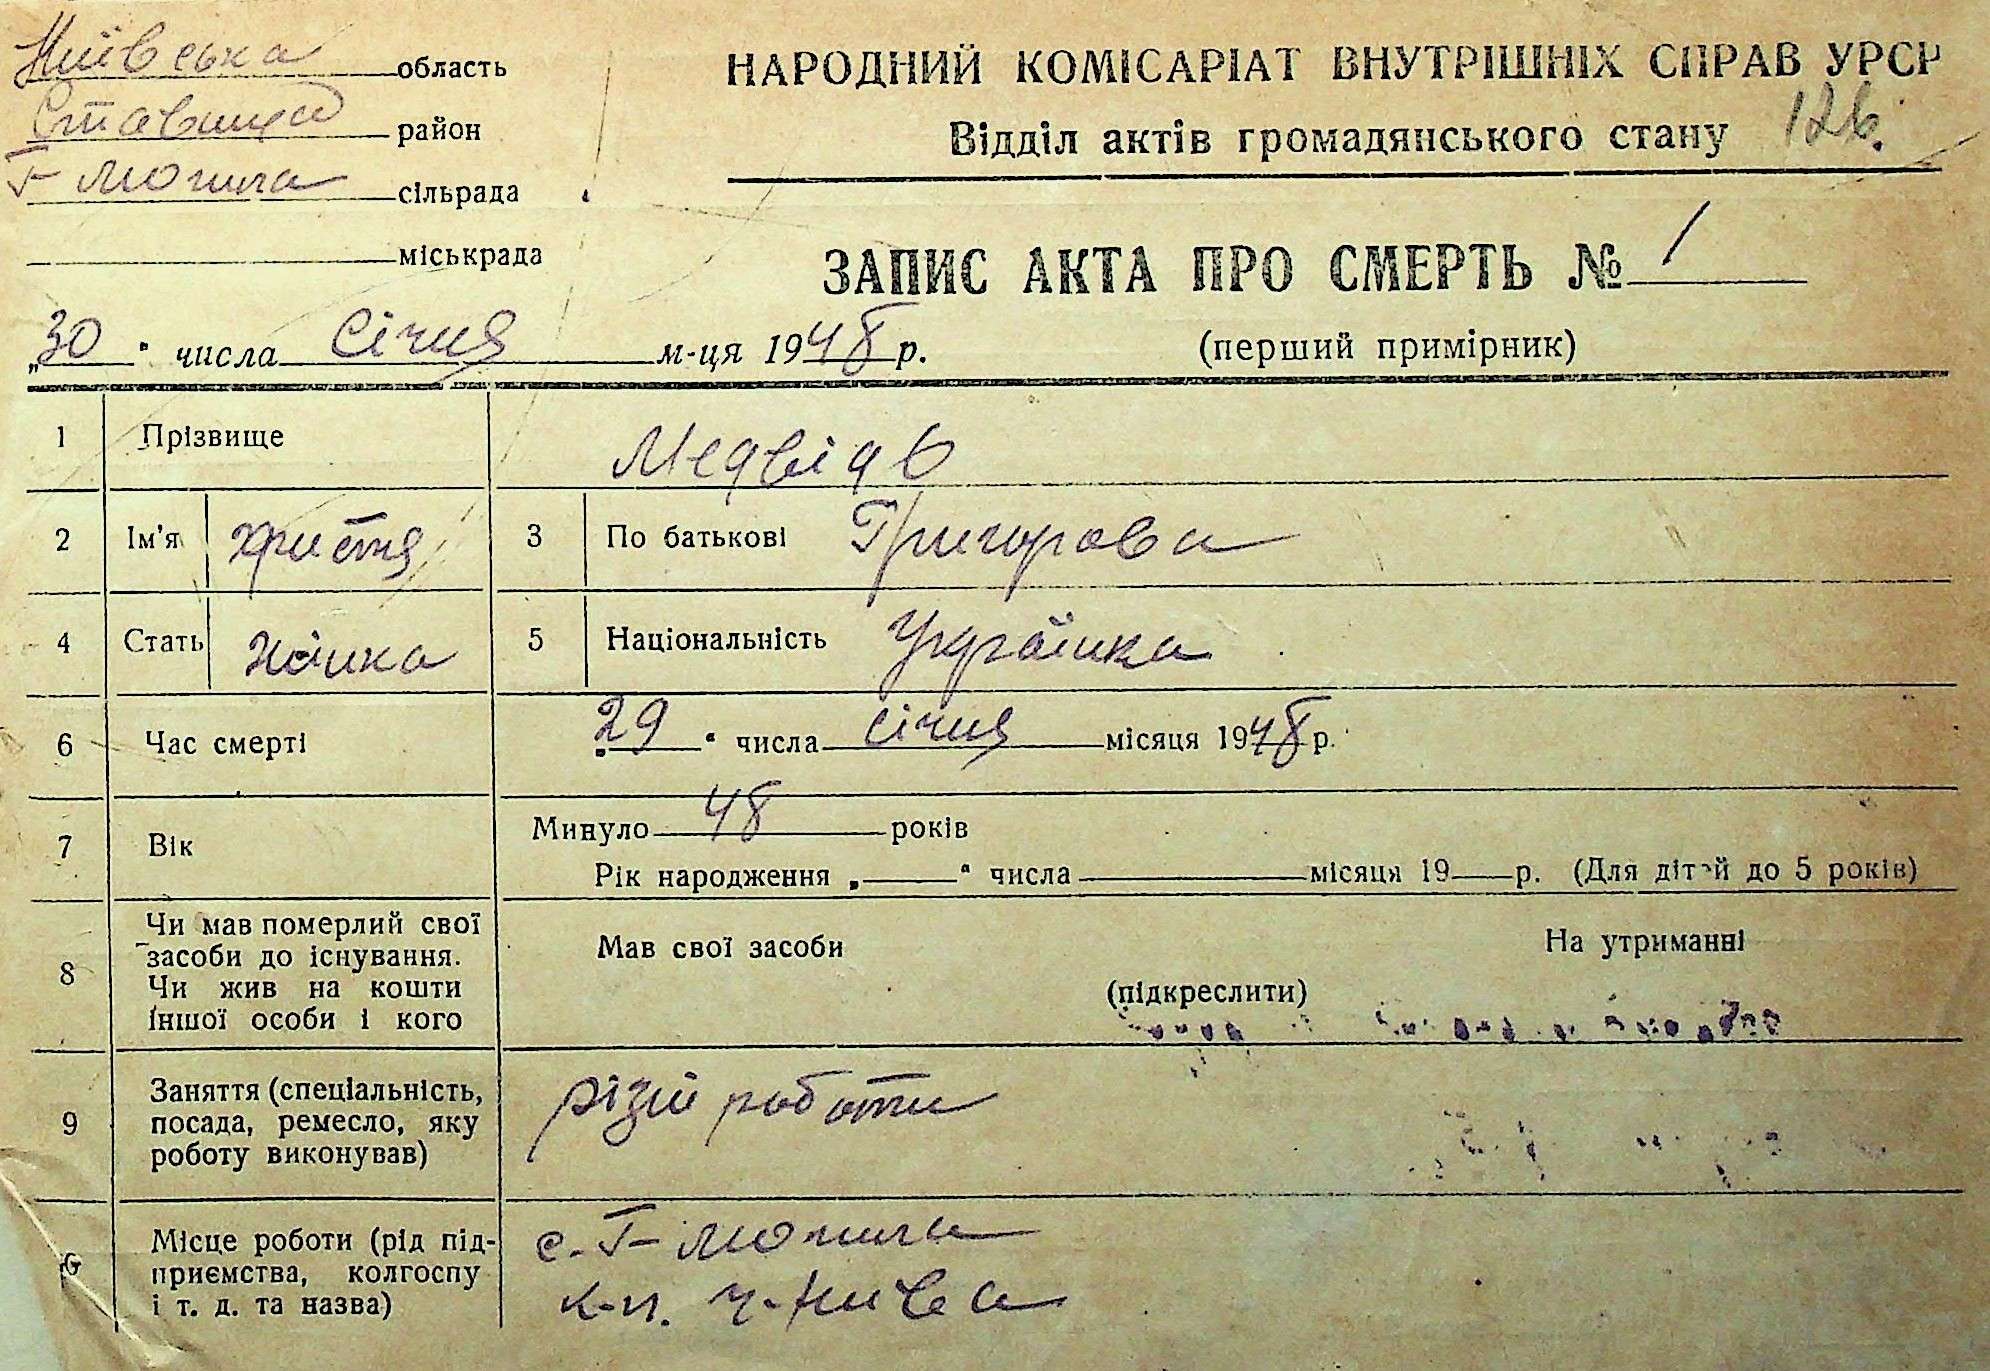 Київська область
Ставищ район
Г-Могила сільрада
міськрада
НАРОДНИЙ КОМІСАРІАТ ВНУТРІШНІХ СПРАВ УРСР
Відділ актів громадянського стану 126.
ЗАПИС АКТА ПРО СМЕРТЬ № 1
(перший примірник)
„30" числа Січня м-ця 1948 р.
1 Прізвище Медвідь
2 Ім'я Христя 3 По батькові Григорова
4 Стать жінка 5 Національність Українка
6 Час смерті „29" числа січня місяця 1948 р.
7 Вік Минуло 48 років
Рік народження „ " числа місяця 19 р. (Для дітей до 5 років)
8 Чи мав померлий свої
засоби до існування.
Чи жив на кошти
іншої особи і кого
Мав свої засоби На утриманні
(підкреслити)
9 Заняття (спеціальність,
посада, ремесло, яку
роботу виконував)
різні роботи
Місце роботи (рід під-
приємства, колгоспу
і т. д. та назва)
с. Г-Могила
к-п. Ч-Нива